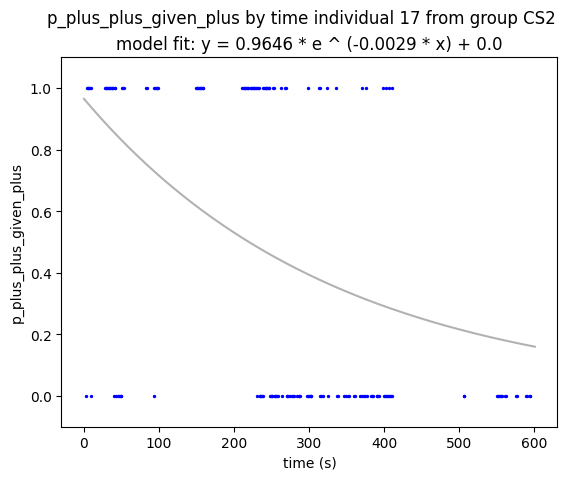 p_plus_plus_given_plus by time individual 17 from group CS2
model fit: y = 0.9646 * e ^ (-0.0029 * x) + 0.0
1.0
0.8
0.6
0.4
0.2
0.0
p_plus_plus_given_plus
0 100 200 300 400 500 600
time (s)